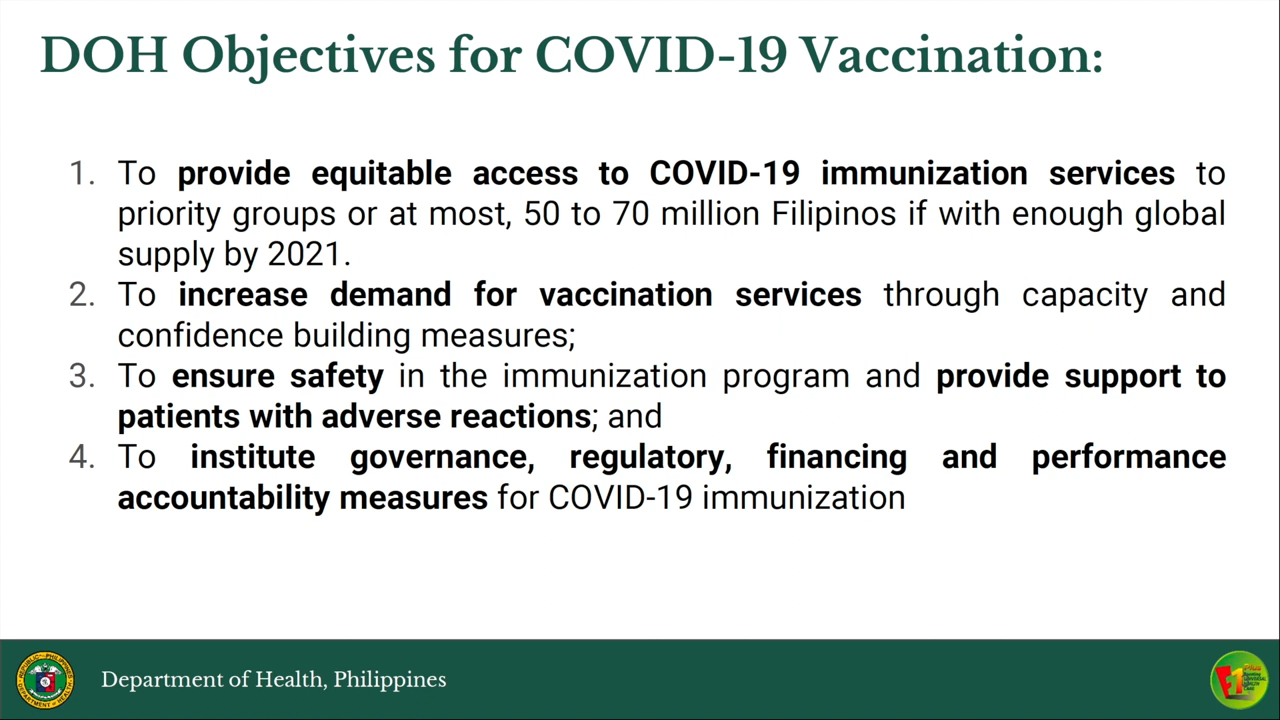 DOH Objectives for COVID-19 Vaccination:
1. To provide equitable access to COVID-19 immunization services to
priority groups or at most, 50 to 70 million Filipinos if with enough global
supply by 2021.
2. To increase demand for vaccination services through capacity and
confidence building measures;
3. To ensure safety in the immunization program and provide support to
patients with adverse reactions; and
4. To institute governance, regulatory, financing and performance
accountability measures for COVID-19 immunization
Department of Health, Philippines
F1